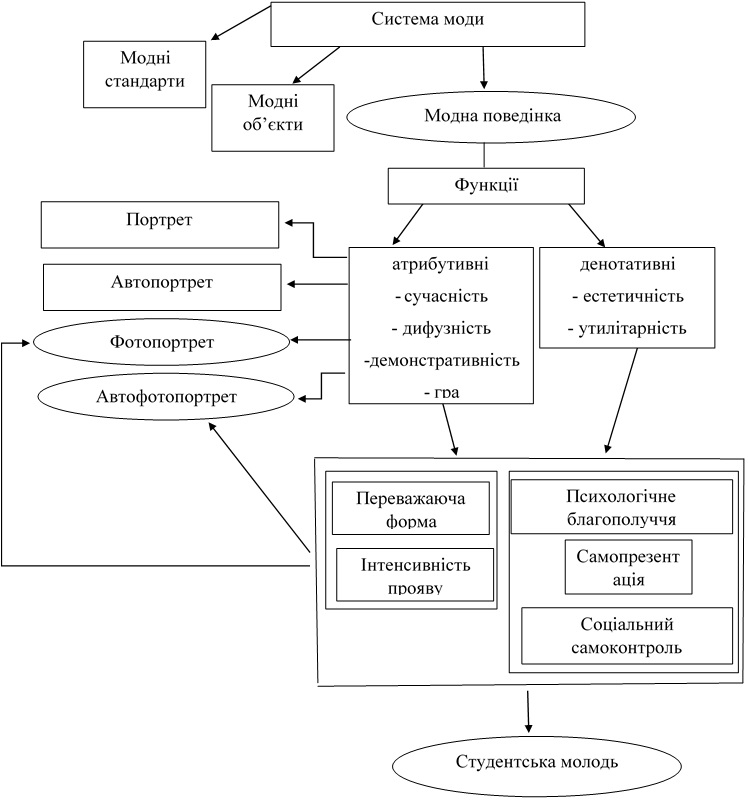 Система моди
Модні
стандарти
Модні
об’єкти
Модна поведінка
Функції
Портрет
Автопортрет
Фотопортрет
Автофотопортрет
атрибутивні
- сучасність
- дифузність
-демонстративність
- гра
денотативні
- естетичність
- утилітарність
Переважаюча
форма
Інтенсивність
прояву
Психологічне
благополуччя
Самопрезент
ація
Соціальний
самоконтроль
Студентська молодь